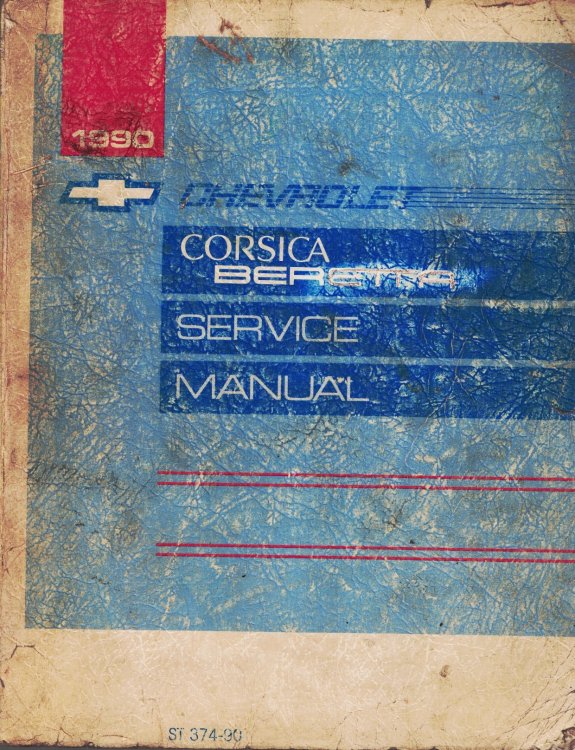 1990
CHEVROLET
CORSICA
BERETTA
SERVICE
MANUAL
ST 374-90